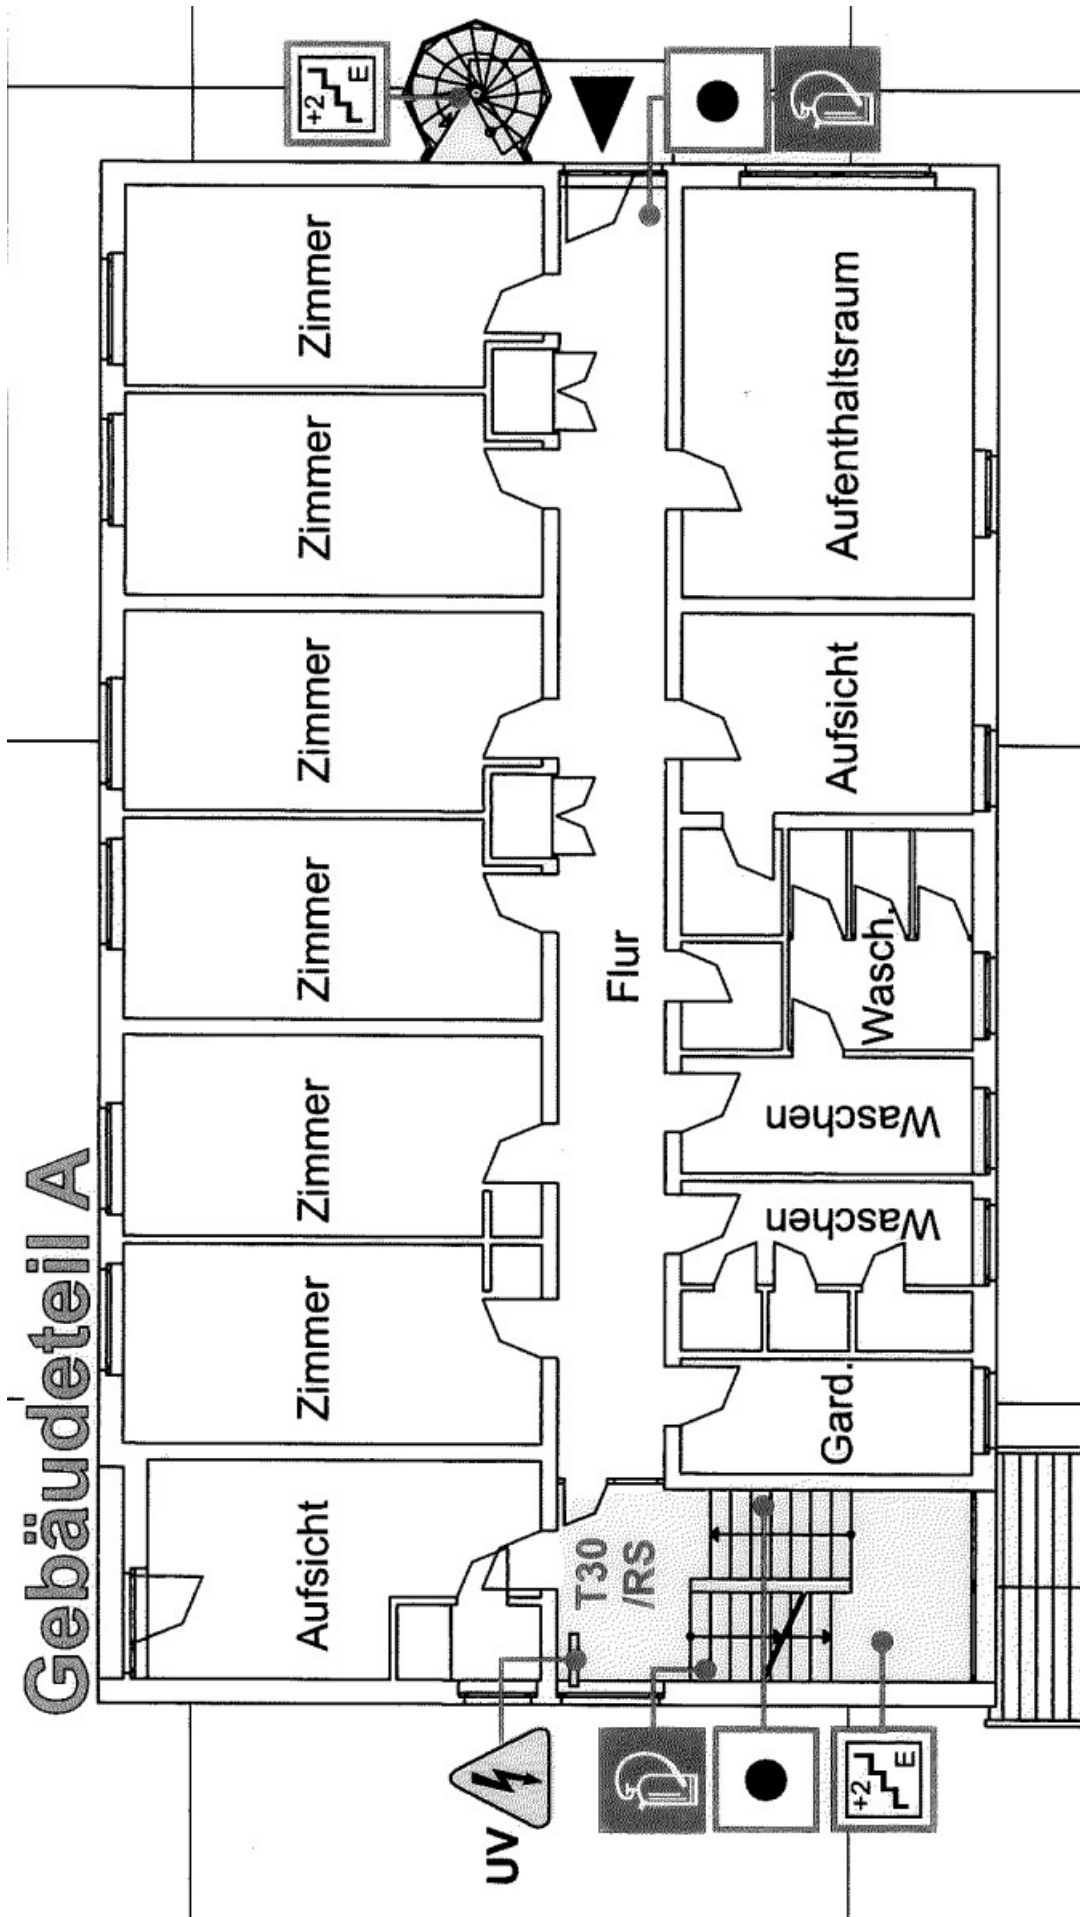 Gebäudeteil A
Aufsicht
Zimmer
Zimmer
Zimmer
Zimmer
Zimmer
Zimmer
UV
T30
/RS
Flur
+2
E
+2
E
Gard.
Waschen
Waschen
Wasch.
Aufsicht
Aufenthaltsraum